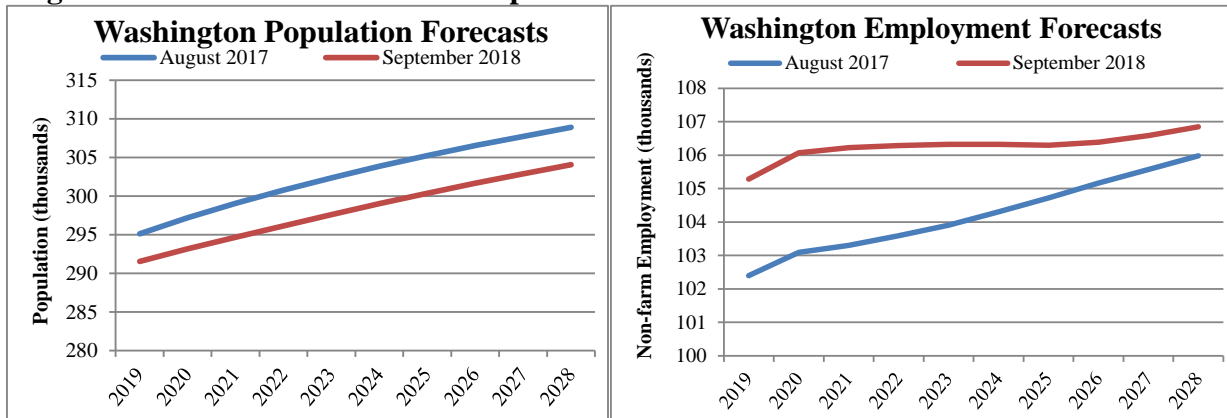 Washington Population Forecasts
August 2017 September 2018
315
310
305
300
295
290
285
280
Population (thousands)
2019 2020 2021 2022 2023 2024 2025 2026 2027 2028
Washington Employment Forecasts
August 2017 September 2018
108
107
106
105
104
103
102
101
100
Non-farm Employment (thousands)
2019 2020 2021 2022 2023 2024 2025 2026 2027 2028